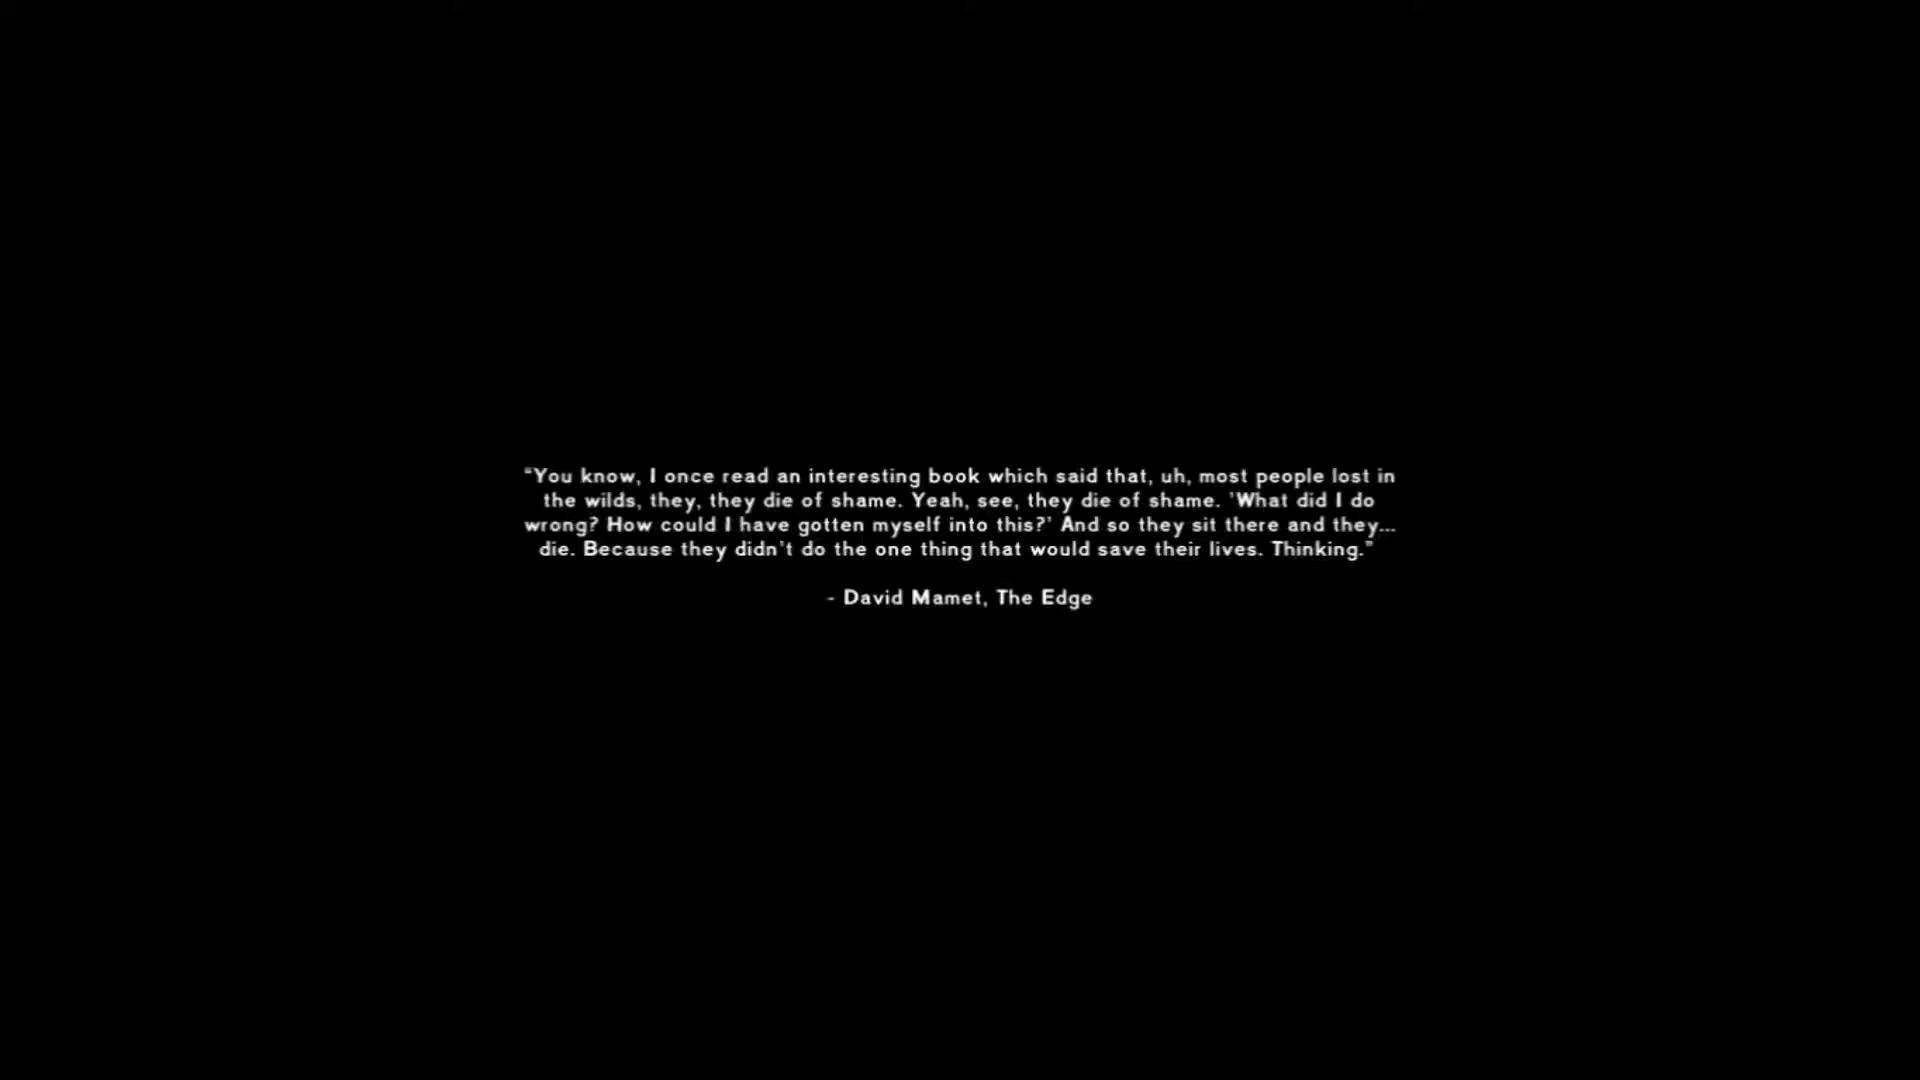 “You know, I once read an interesting book which said that, uh, most people lost in
the wilds, they, they die of shame. Yeah, see, they die of shame. 'What did I do
wrong? How could I have gotten myself into this?' And so they sit there and they...
die. Because they didn't do the one thing that would save their lives. Thinking.”
- David Mamet, The Edge